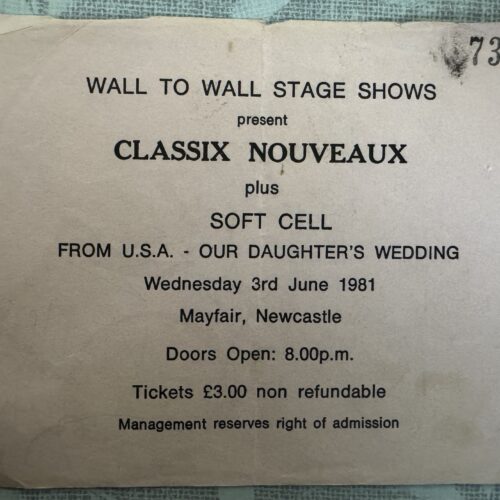 73
WALL TO WALL STAGE SHOWS
present
CLASSIX NOUVEAUX
plus
SOFT CELL
FROM U.S.A. - OUR DAUGHTER'S WEDDING
Wednesday 3rd June 1981
Mayfair, Newcastle
Doors Open: 8.00p.m.
Tickets £3.00 non refundable
Management reserves right of admission